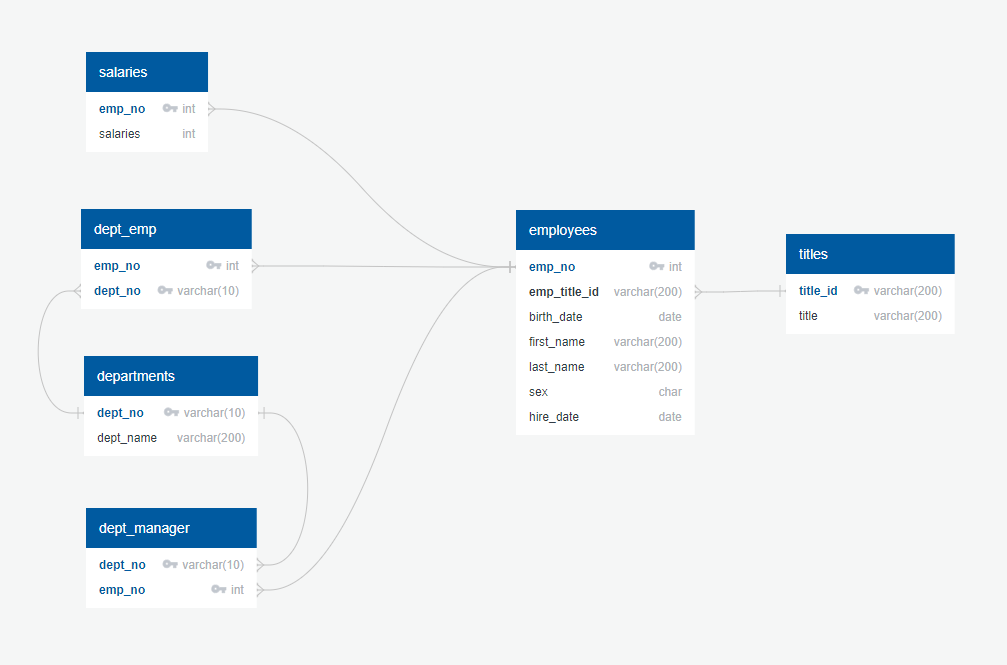 salaries
emp_no int
salaries int
dept_emp
emp_no int
dept_no varchar(10)
departments
dept_no varchar(10)
dept_name varchar(200)
dept_manager
dept_no varchar(10)
emp_no int
employees
emp_no int
emp_title_id varchar(200)
birth_date date
first_name varchar(200)
last_name varchar(200)
sex char
hire_date date
titles
title_id varchar(200)
title varchar(200)